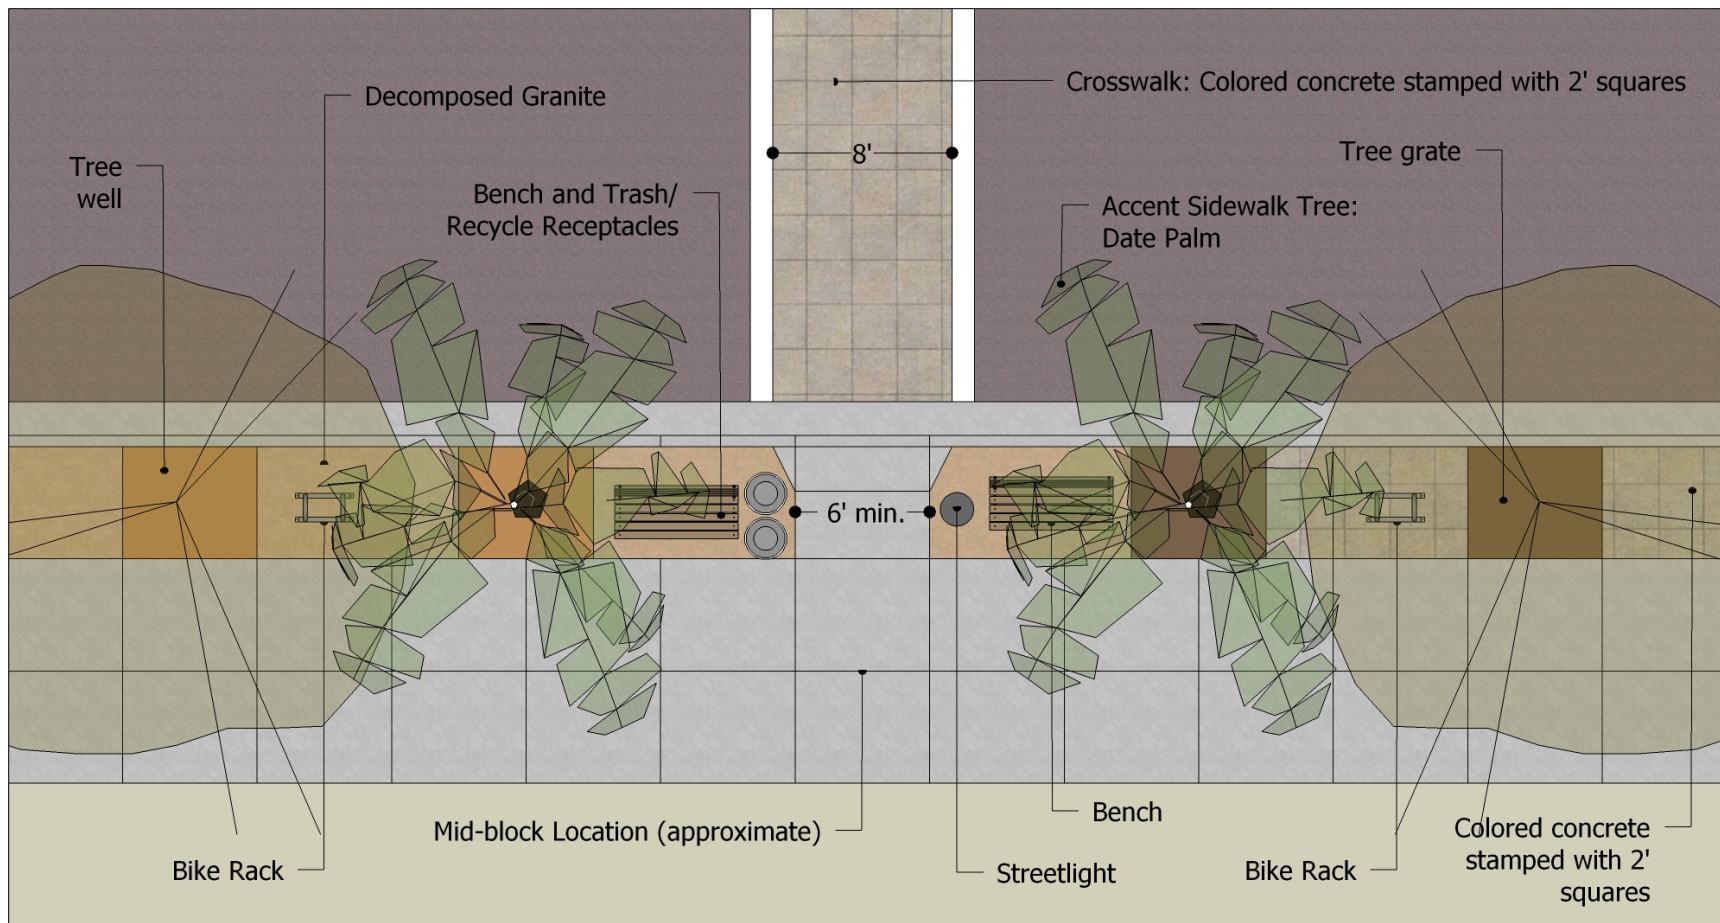 Decomposed Granite
Crosswalk: Colored concrete stamped with 2' squares
Tree
well
8'
Tree grate
Bench and Trash/
Recycle Receptacles
Accent Sidewalk Tree:
Date Palm
6' min.
Bench
Mid-block Location (approximate)
Bike Rack
Streetlight
Bike Rack
Colored concrete
stamped with 2'
squares